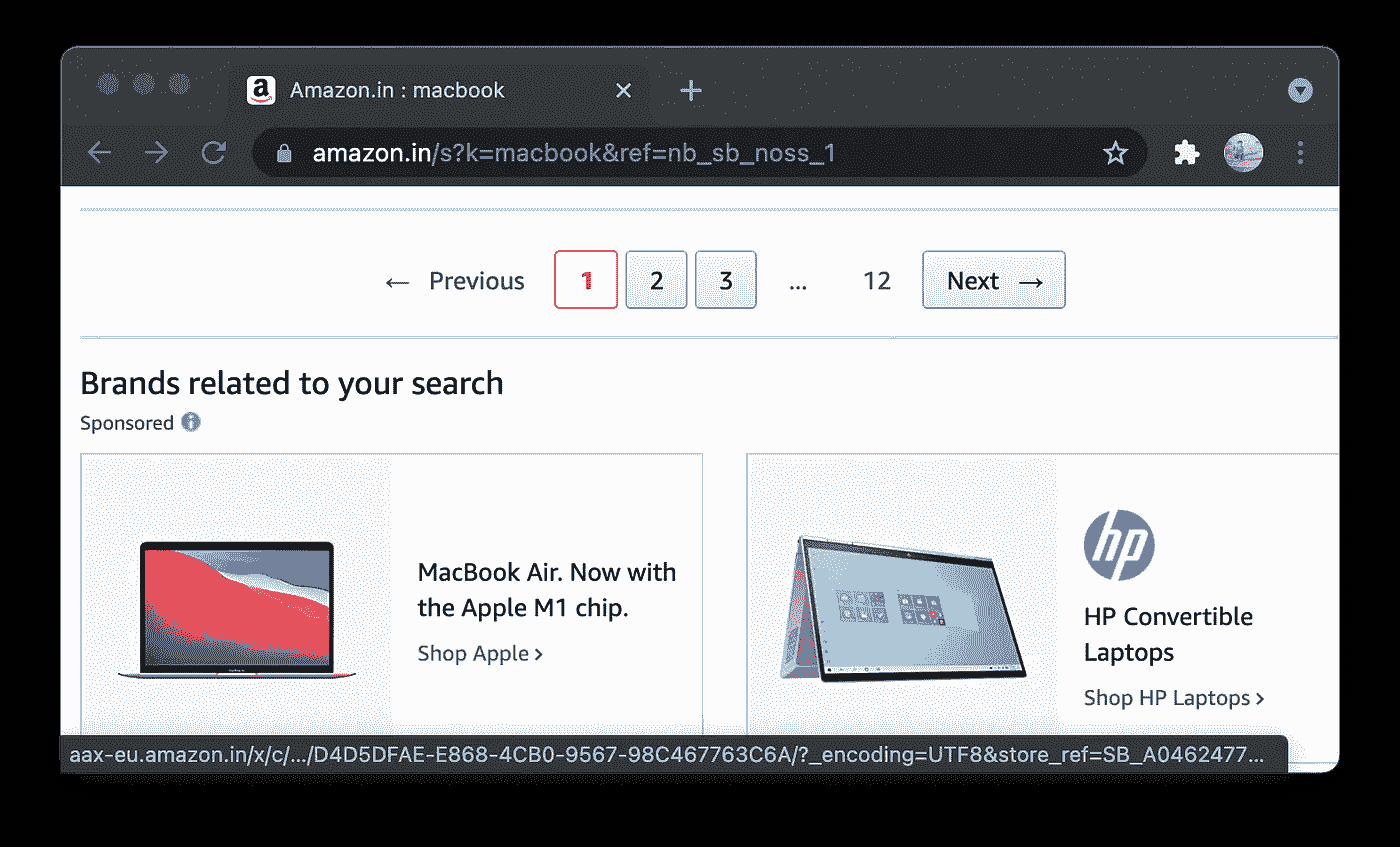 Amazon.in : macbook
amazon.in/s?k=macbook&ref=nb_sb_noss_1
← Previous 1 2 3 ... 12 Next →
Brands related to your search
Sponsored
MacBook Air. Now with
the Apple M1 chip.
Shop Apple ›
hp
HP Convertible
Laptops
Shop HP Laptops ›
aax-eu.amazon.in/x/c/.../D4D5DFAE-E868-4CB0-9567-98C467763C6A/?_encoding=UTF8&store_ref=SB_A0462477...